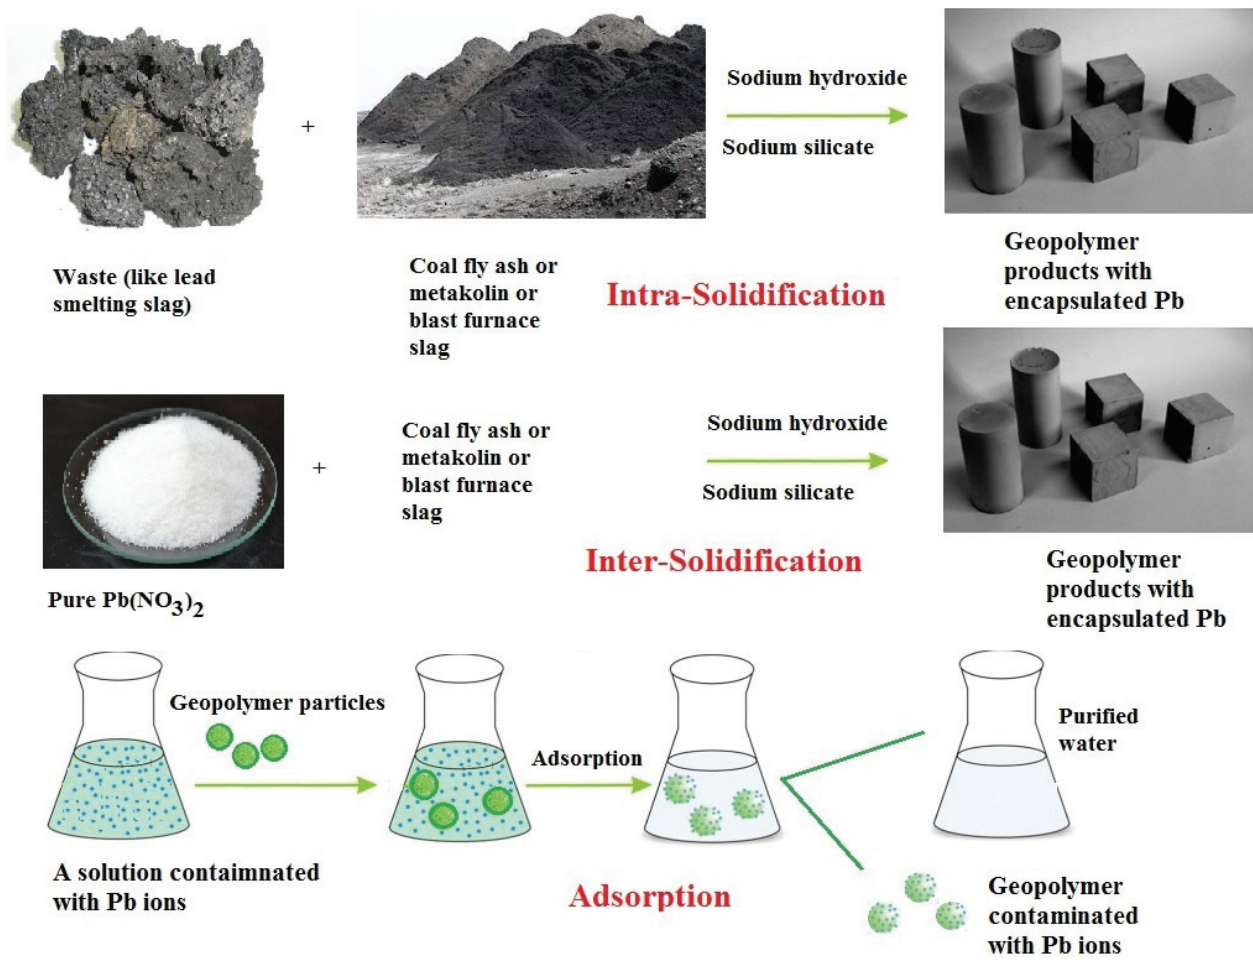 +
Sodium hydroxide
Sodium silicate
Waste (like lead
smelting slag)
Coal fly ash or
metakolin or
blast furnace
slag
Intra-Solidification
Geopolymer
products with
encapsulated Pb
+
Coal fly ash or
metakolin or
blast furnace
slag
Sodium hydroxide
Sodium silicate
Inter-Solidification
Pure Pb(NO₃)₂
Geopolymer
products with
encapsulated Pb
Geopolymer particles
Adsorption
Purified
water
A solution contaimnated
with Pb ions
Adsorption
Geopolymer
contaminated
with Pb ions